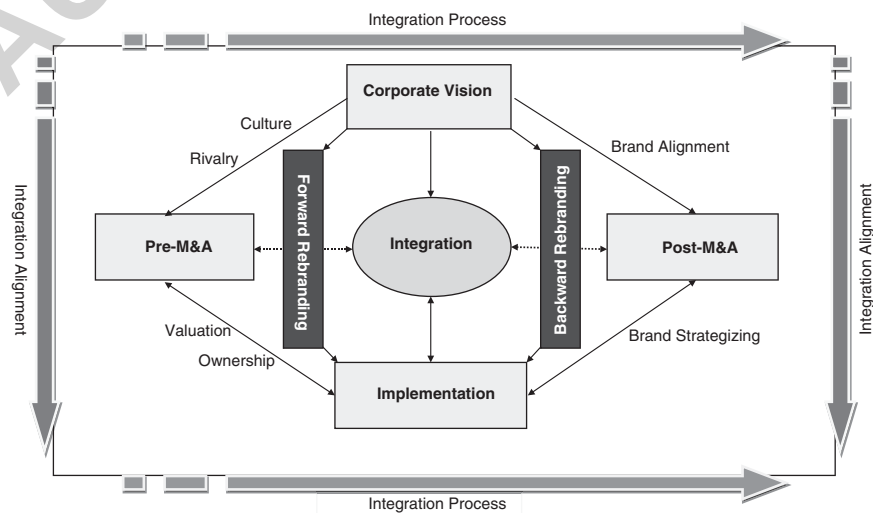 Integration Process
Corporate Vision
Culture
Rivalry
Brand Alignment
Integration Alignment
Forward Rebranding
Backward Rebranding
Integration Alignment
Pre-M&A
Integration
Post-M&A
Valuation
Ownership
Brand Strategizing
Implementation
Integration Process